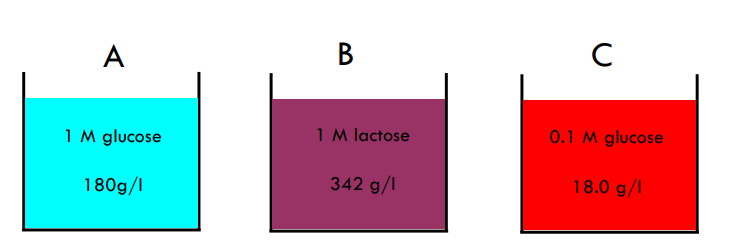 A
B
C
1 M glucose
180g/l
1 M lactose
342 g/l
0.1 M glucose
18.0 g/l